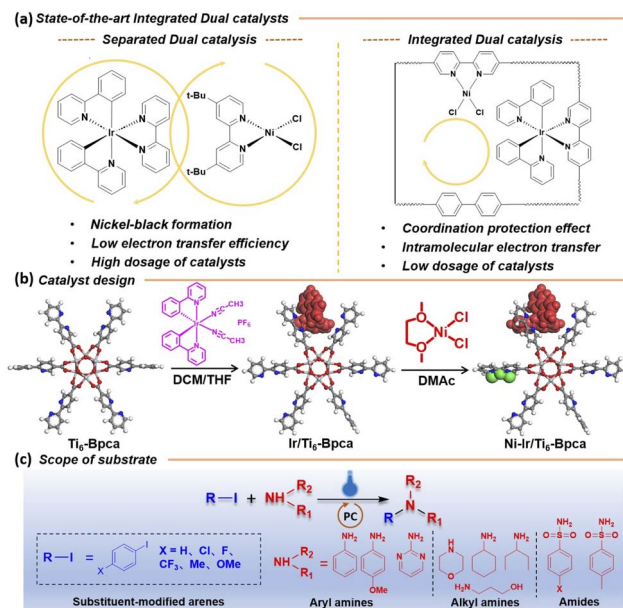 (a) State-of-the-art Integrated Dual catalysts
Separated Dual catalysis
Integrated Dual catalysis
N
Ir
N
N
N
t-Bu
t-Bu
N
N
Ni
Cl
Cl
N
N
Ni
Cl
Cl
N
Ir
N
N
N
• Nickel-black formation
• Low electron transfer efficiency
• High dosage of catalysts
• Coordination protection effect
• Intramolecular electron transfer
• Low dosage of catalysts
(b) Catalyst design
N
CH3
PF6
CH3
N
DCM/THF
O
Ni
Cl
O
Cl
DMAc
Ti6-Bpca
Ir/Ti6-Bpca
Ni-Ir/Ti6-Bpca
(c) Scope of substrate
R—I + NH R2 R1
PC
R2
N
R R1
R—I = I X
X = H、Cl、F、
CF3、Me、OMe
Substituent-modified arenes
NH R2 R1 =
NH2
NH2
OMe
NH2
N
Aryl amines
H
N
O
NH2
NH2
H2N OH
Alkyl amines
NH2
O=S=O
X
NH2
O=S=O
Amides